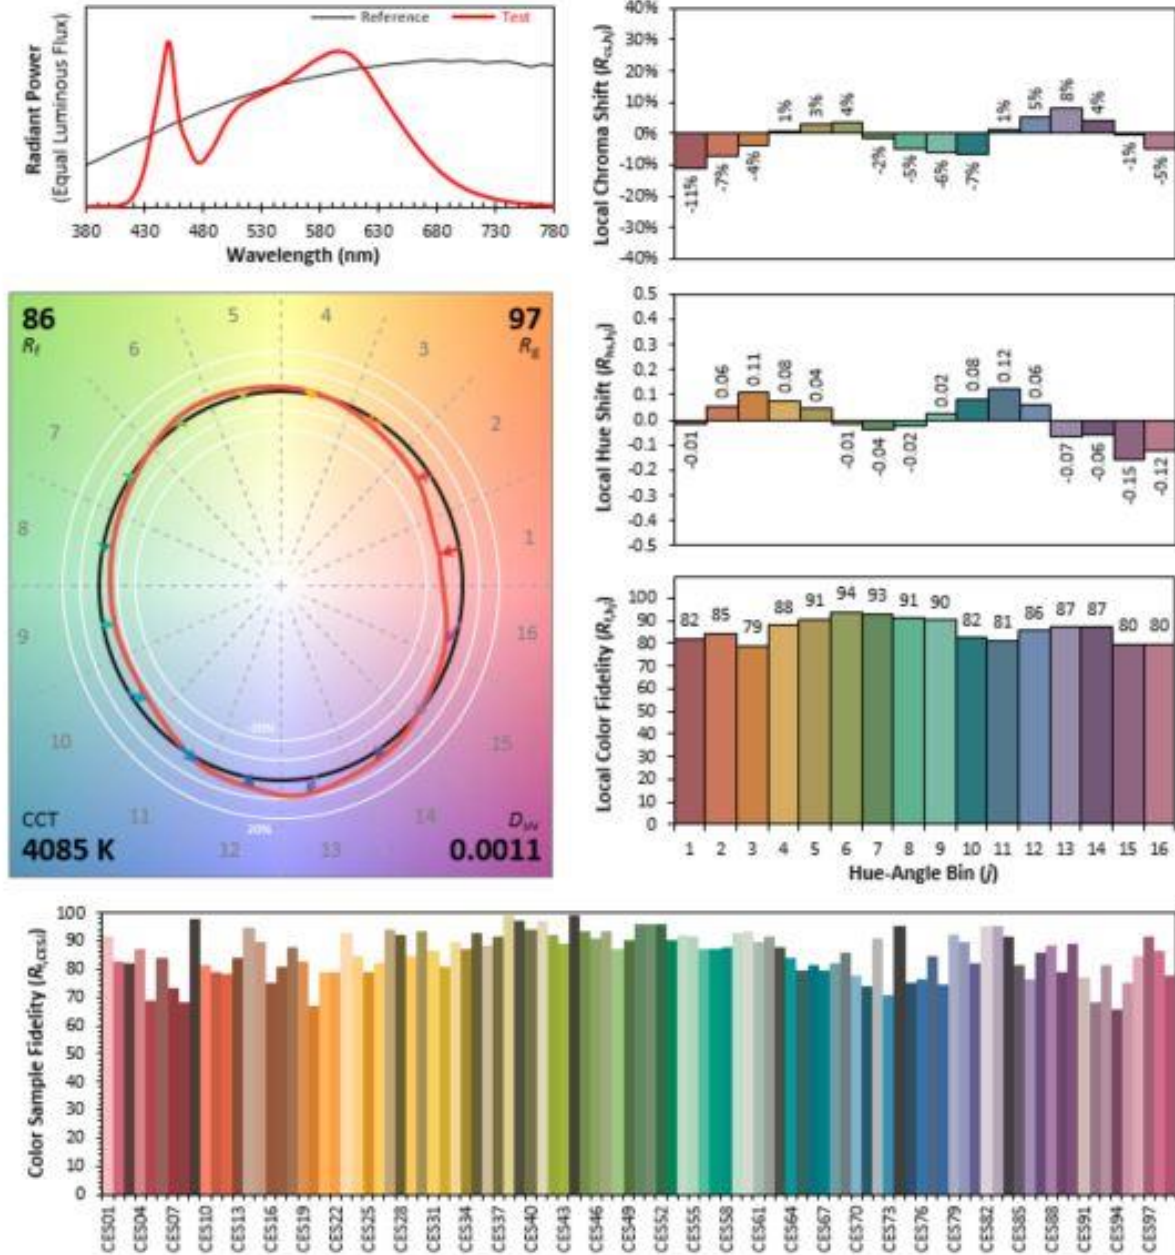 Reference Test
Radiant Power
(Equal Luminous Flux)
380 430 480 530 580 630 680 730 780
Wavelength (nm)
Local Chroma Shift (Rcs,hj)
40%
30%
20%
10%
0%
-10%
-20%
-30%
-40%
-11% -7% -4% 1% 3% 4% -2% -5% -6% -7% 1% 5% 8% 4% -1% -5%
86
Rf
97
Rg
5 4
6 3
7 2
8 1
9 16
10 15
11 14
12 13
-20%
20%
CCT
4085 K
Duv
0.0011
Local Hue Shift (Rhs,hj)
0.5
0.4
0.3
0.2
0.1
0.0
-0.1
-0.2
-0.3
-0.4
-0.5
-0.01 0.06 0.11 0.08 0.04 -0.01 -0.04 -0.02 0.02 0.08 0.12 0.06 -0.07 -0.06 -0.15 -0.12
Local Color Fidelity (Rf,hj)
100
90
80
70
60
50
40
30
20
10
0
82 85 79 88 91 94 93 91 90 82 81 86 87 87 80 80
1 2 3 4 5 6 7 8 9 10 11 12 13 14 15 16
Hue-Angle Bin (j)
Color Sample Fidelity (Rf,CESi)
100
90
80
70
60
50
40
30
20
10
0
CES01 CES04 CES07 CES10 CES13 CES16 CES19 CES22 CES25 CES28 CES31 CES34 CES37 CES40 CES43 CES46 CES49 CES52 CES55 CES58 CES61 CES64 CES67 CES70 CES73 CES76 CES79 CES82 CES85 CES88 CES91 CES94 CES97